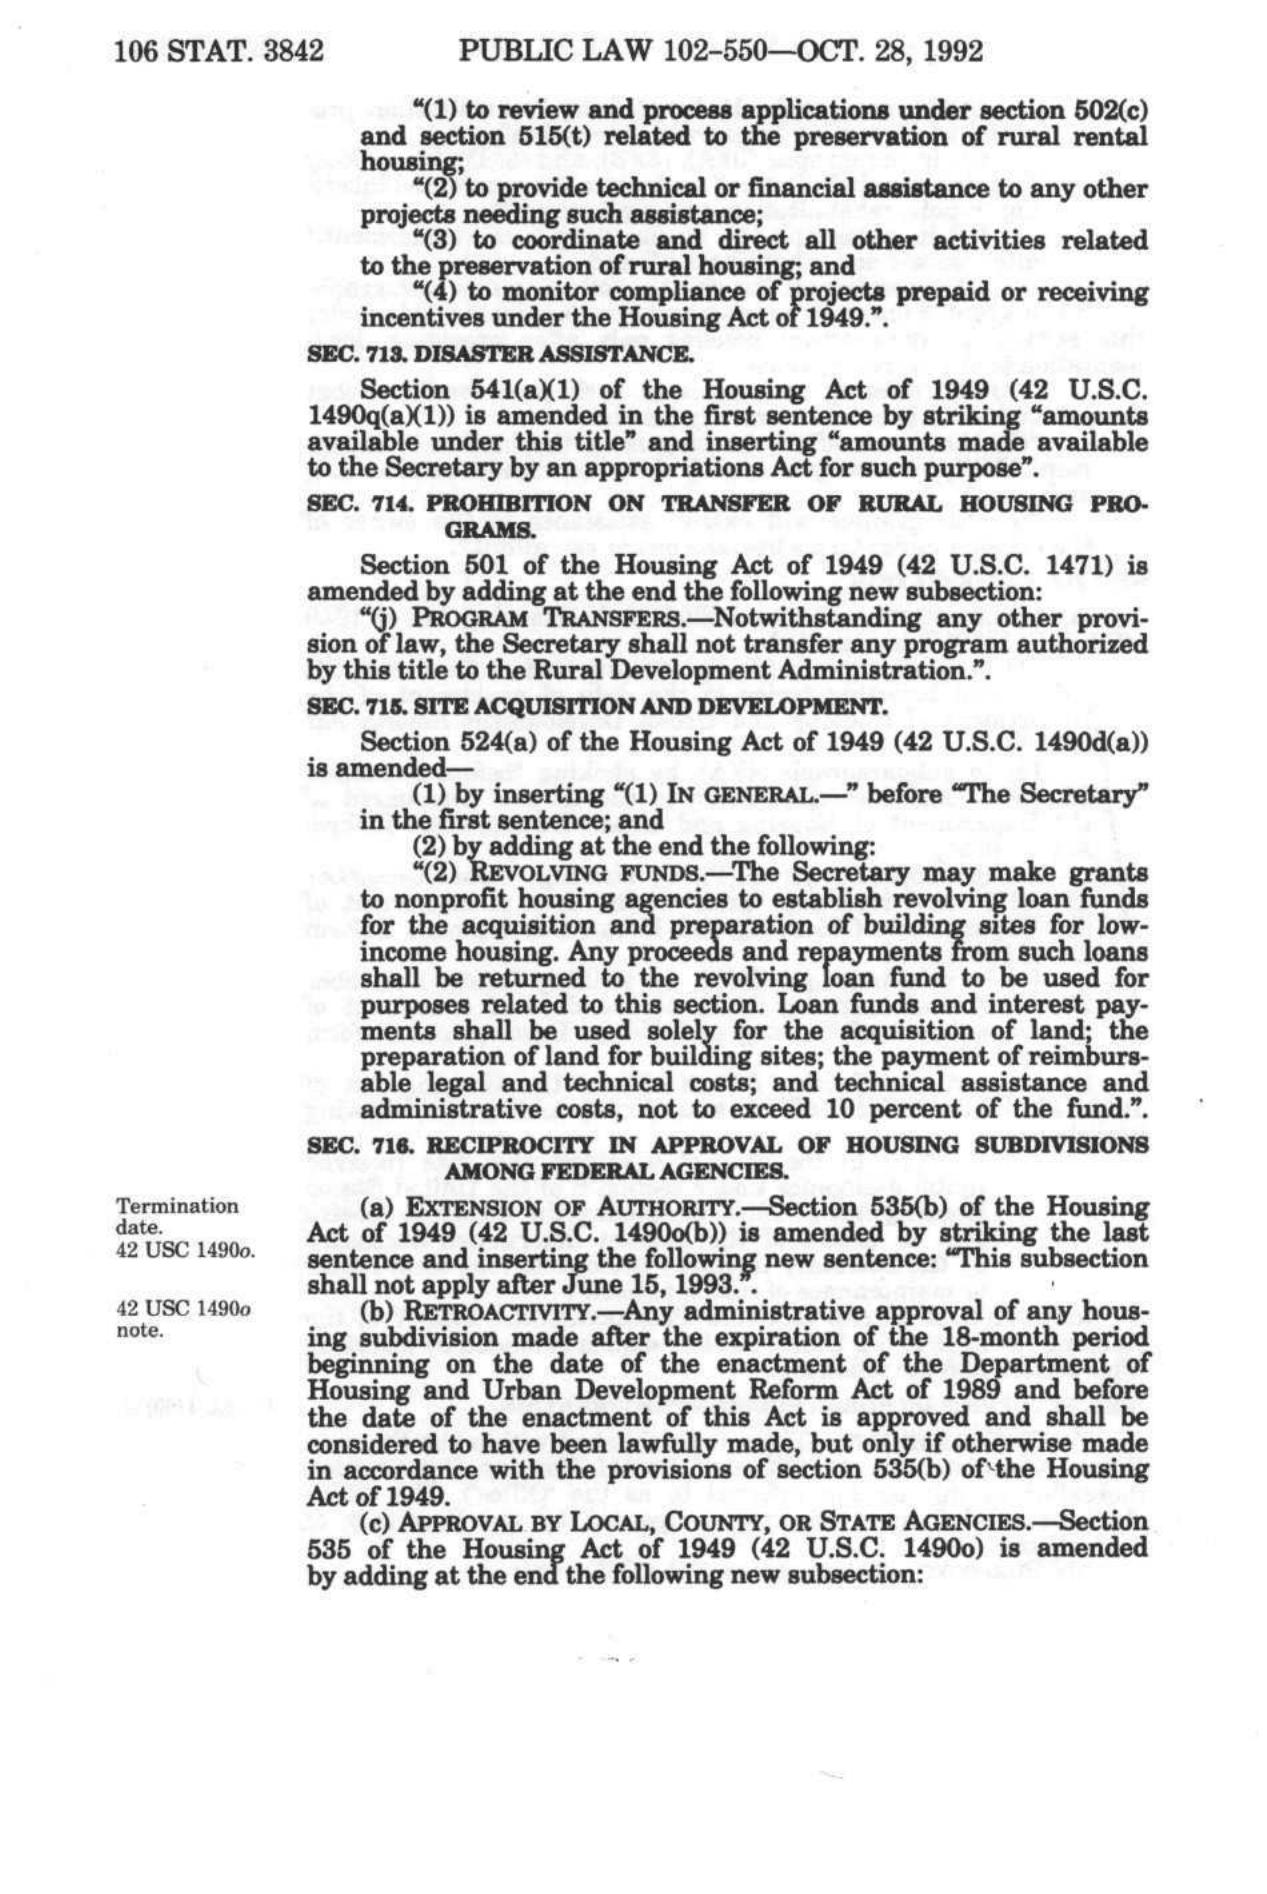 106 STAT. 3842 PUBLIC LAW 102–550—OCT. 28, 1992
“(1) to review and process applications under section 502(c)
and section 515(t) related to the preservation of rural rental
housing;
“(2) to provide technical or financial assistance to any other
projects needing such assistance;
“(3) to coordinate and direct all other activities related
to the preservation of rural housing; and
“(4) to monitor compliance of projects prepaid or receiving
incentives under the Housing Act of 1949.”.
SEC. 713. DISASTER ASSISTANCE.
Section 541(a)(1) of the Housing Act of 1949 (42 U.S.C.
1490q(a)(1)) is amended in the first sentence by striking “amounts
available under this title” and inserting “amounts made available
to the Secretary by an appropriations Act for such purpose”.
SEC. 714. PROHIBITION ON TRANSFER OF RURAL HOUSING PRO-
GRAMS.
Section 501 of the Housing Act of 1949 (42 U.S.C. 1471) is
amended by adding at the end the following new subsection:
“(j) PROGRAM TRANSFERS.—Notwithstanding any other provi-
sion of law, the Secretary shall not transfer any program authorized
by this title to the Rural Development Administration.”.
SEC. 715. SITE ACQUISITION AND DEVELOPMENT.
Section 524(a) of the Housing Act of 1949 (42 U.S.C. 1490d(a))
is amended—
(1) by inserting “(1) IN GENERAL.—” before “The Secretary”
in the first sentence; and
(2) by adding at the end the following:
“(2) REVOLVING FUNDS.—The Secretary may make grants
to nonprofit housing agencies to establish revolving loan funds
for the acquisition and preparation of building sites for low-
income housing. Any proceeds and repayments from such loans
shall be returned to the revolving loan fund to be used for
purposes related to this section. Loan funds and interest pay-
ments shall be used solely for the acquisition of land; the
preparation of land for building sites; the payment of reimburs-
able legal and technical costs; and technical assistance and
administrative costs, not to exceed 10 percent of the fund.”.
SEC. 716. RECIPROCITY IN APPROVAL OF HOUSING SUBDIVISIONS
AMONG FEDERAL AGENCIES.
Termination
date.
42 USC 1490o.
(a) EXTENSION OF AUTHORITY.—Section 535(b) of the Housing
Act of 1949 (42 U.S.C. 1490o(b)) is amended by striking the last
sentence and inserting the following new sentence: “This subsection
shall not apply after June 15, 1993.”.
42 USC 1490o
note.
(b) RETROACTIVITY.—Any administrative approval of any hous-
ing subdivision made after the expiration of the 18-month period
beginning on the date of the enactment of the Department of
Housing and Urban Development Reform Act of 1989 and before
the date of the enactment of this Act is approved and shall be
considered to have been lawfully made, but only if otherwise made
in accordance with the provisions of section 535(b) of the Housing
Act of 1949.
(c) APPROVAL BY LOCAL, COUNTY, OR STATE AGENCIES.—Section
535 of the Housing Act of 1949 (42 U.S.C. 1490o) is amended
by adding at the end the following new subsection: